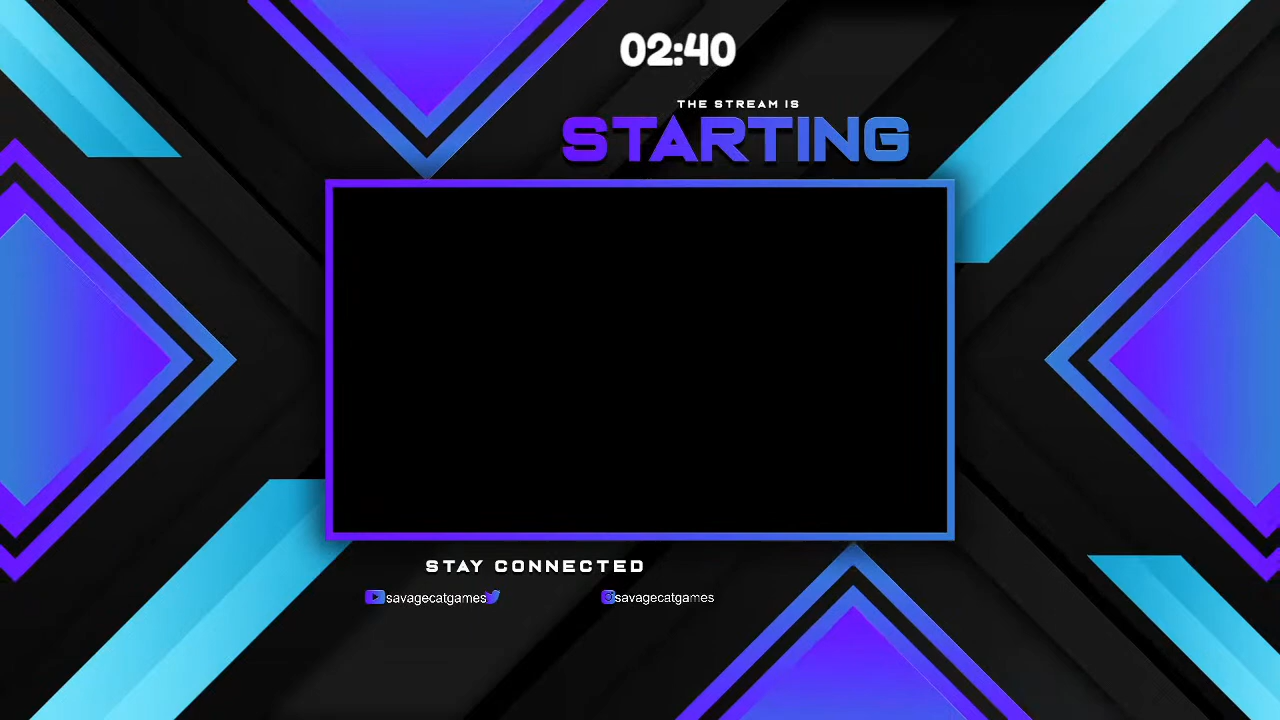 02:40
THE STREAM IS
STARTING
STAY CONNECTED
savagecatgames savagecatgames